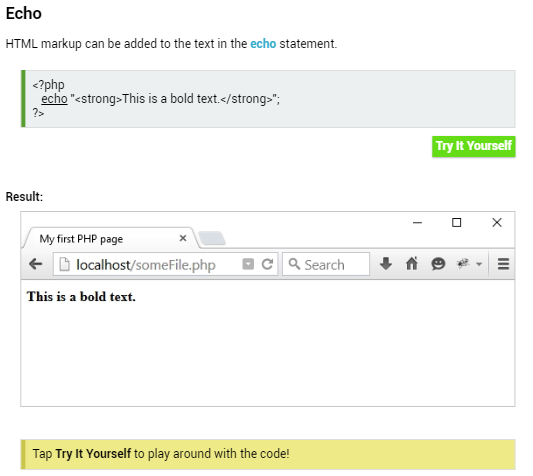 Echo
HTML markup can be added to the text in the echo statement.
<?php
echo "<strong>This is a bold text.</strong>";
?>
Try It Yourself
Result:
My first PHP page
localhost/someFile.php
Search
This is a bold text.
Tap Try It Yourself to play around with the code!